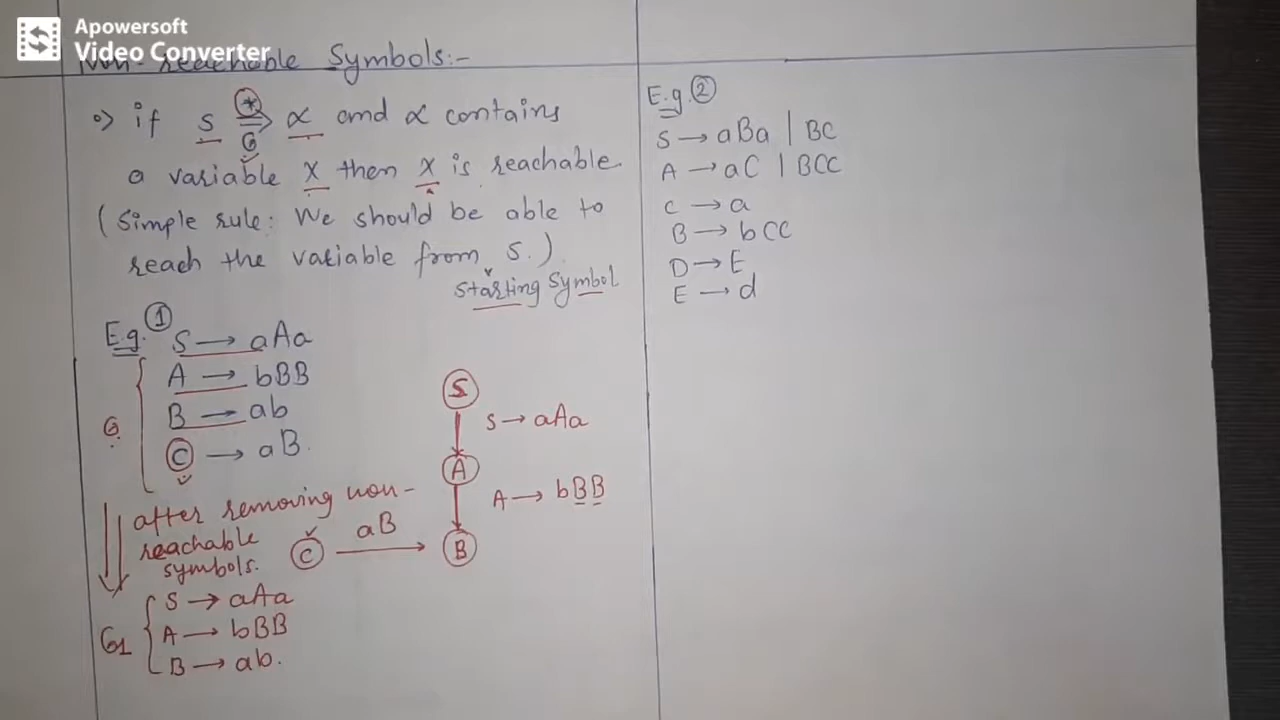 Apowersoft
Video Converter
Non-reachable Symbols:-
if S ⇒ α and α contains
*
G
a variable X then X is reachable.
(Simple rule: We should be able to
reach the variable from S.)
starting symbol
E.g. ①
S → aAa
A → bBB
B → ab
C → aB.
G
after removing non-
reachable
symbols.
G1
S → aAa
A → bBB
B → ab.
S
S → aAa
A
A → bBB
C
aB
B
E.g. ②
S → aBa | BC
A → aC | BCC
C → a
B → bCC
D → E
E → d